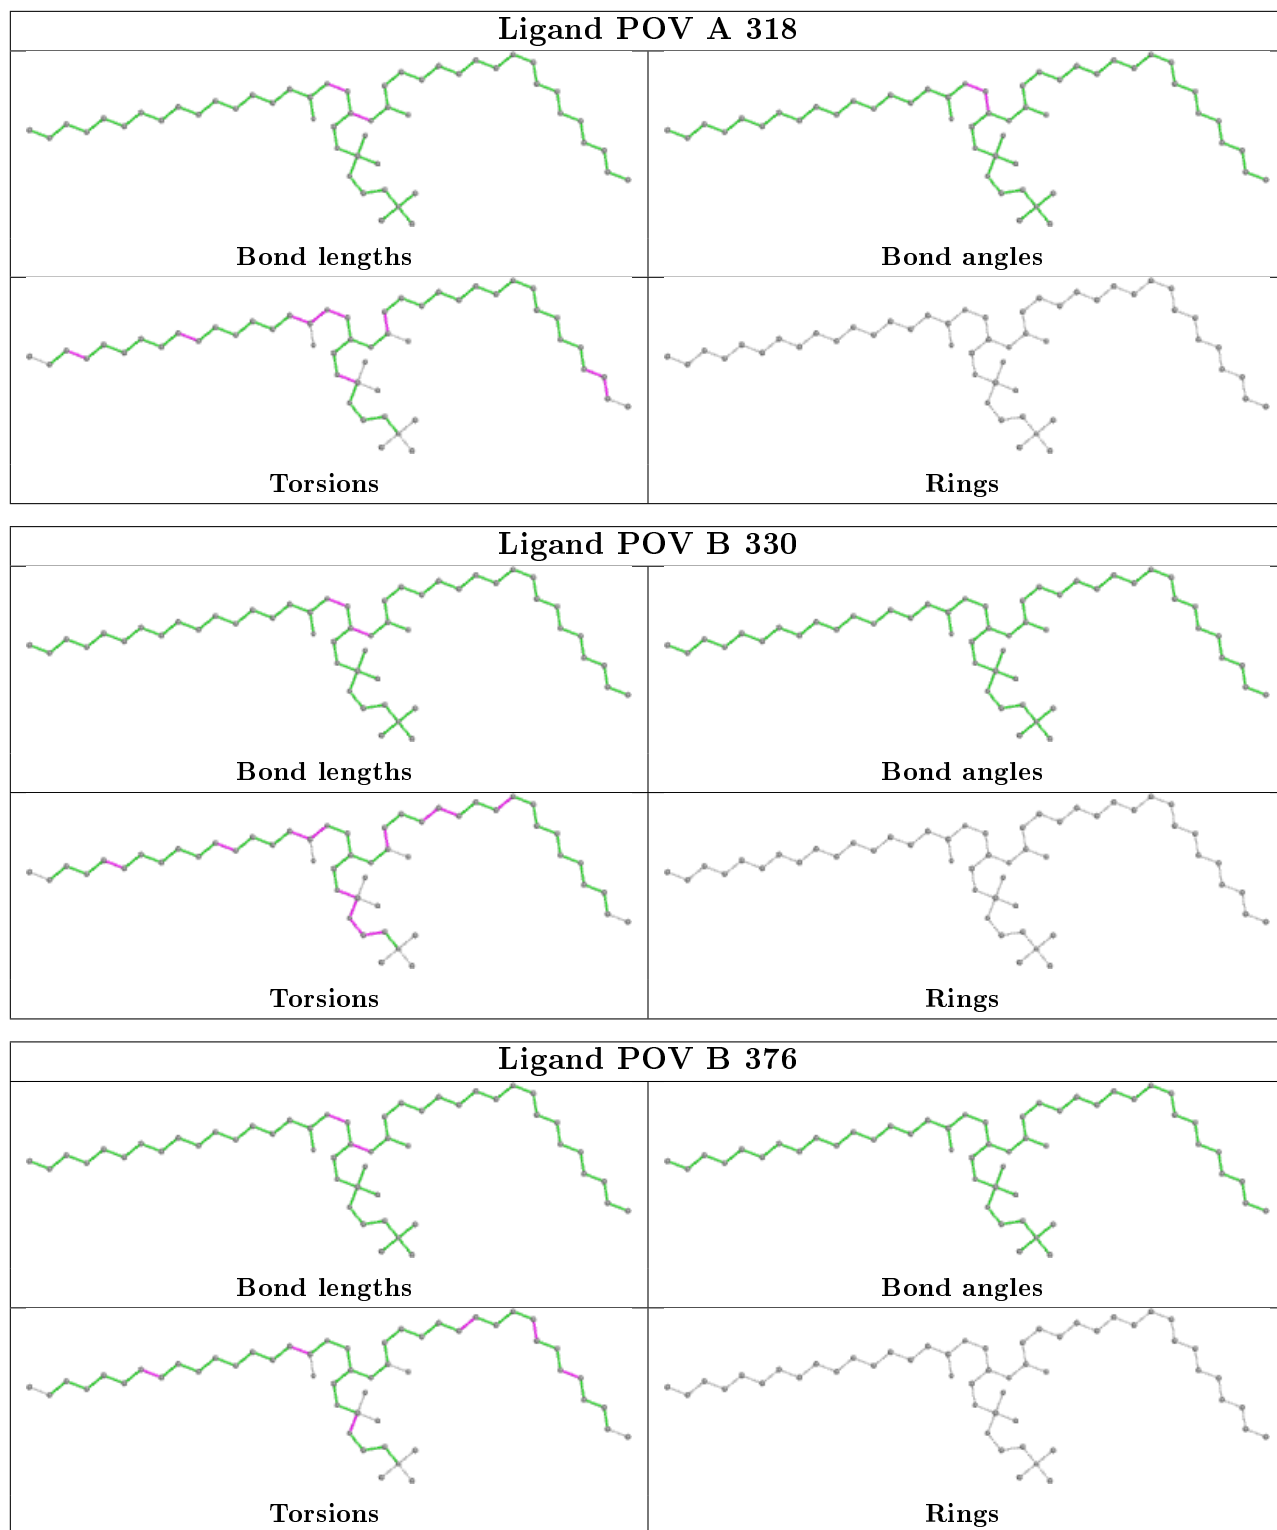 Ligand POV A 318
Bond lengths
Bond angles
Torsions
Rings
Ligand POV B 330
Bond lengths
Bond angles
Torsions
Rings
Ligand POV B 376
Bond lengths
Bond angles
Torsions
Rings